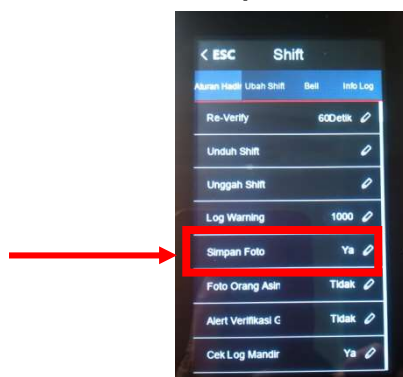 < ESC Shift
Aturan Hadir Ubah Shift Bell Info Log
Re-Verify 60Detik
Unduh Shift
Unggah Shift
Log Warning 1000
Simpan Foto Ya
Foto Orang Asin Tidak
Alert Verifikasi G Tidak
Cek Log Mandir Ya